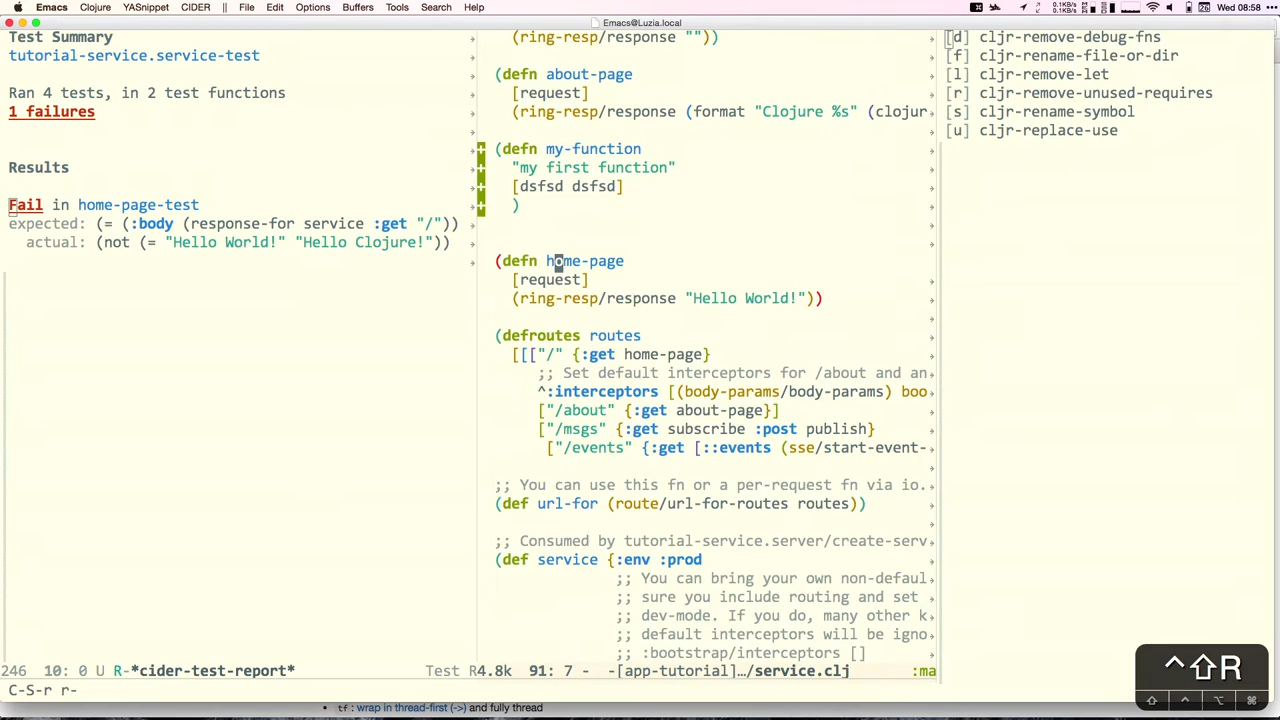 Emacs Clojure YASnippet CIDER || File Edit Options Buffers Tools Search Help
0.1KB/s
0.1KB/s
Wed 08:58
Emacs@Luzia.local
Test Summary
tutorial-service.service-test
Ran 4 tests, in 2 test functions
1 failures
Results
Fail in home-page-test
expected: (= (:body (response-for service :get "/"))
actual: (not (= "Hello World!" "Hello Clojure!"))
246 10: 0 U R-*cider-test-report* Test R
(ring-resp/response ""))
(defn about-page
[request]
(ring-resp/response (format "Clojure %s" (clojur
+ (defn my-function
+ "my first function"
+ [dsfsd dsfsd]
+ )
(defn home-page
[request]
(ring-resp/response "Hello World!"))
(defroutes routes
[[["/" {:get home-page}
;; Set default interceptors for /about and an
^:interceptors [(body-params/body-params) boo
["/about" {:get about-page}]
["/msgs" {:get subscribe :post publish}
["/events" {:get [::events (sse/start-event-
;; You can use this fn or a per-request fn via io.
(def url-for (route/url-for-routes routes))
;; Consumed by tutorial-service.server/create-serv
(def service {:env :prod
;; You can bring your own non-defaul
;; sure you include routing and set
;; dev-mode. If you do, many other k
;; default interceptors will be igno
;; :bootstrap/interceptors []
4.8k 91: 7 - -[app-tutorial]…/service.clj :ma
[d] cljr-remove-debug-fns
[f] cljr-rename-file-or-dir
[l] cljr-remove-let
[r] cljr-remove-unused-requires
[s] cljr-rename-symbol
[u] cljr-replace-use
^⇧R
⇧ ^ ⌥ ⌘
C-S-r r-
• tf : wrap in thread-first (->) and fully thread